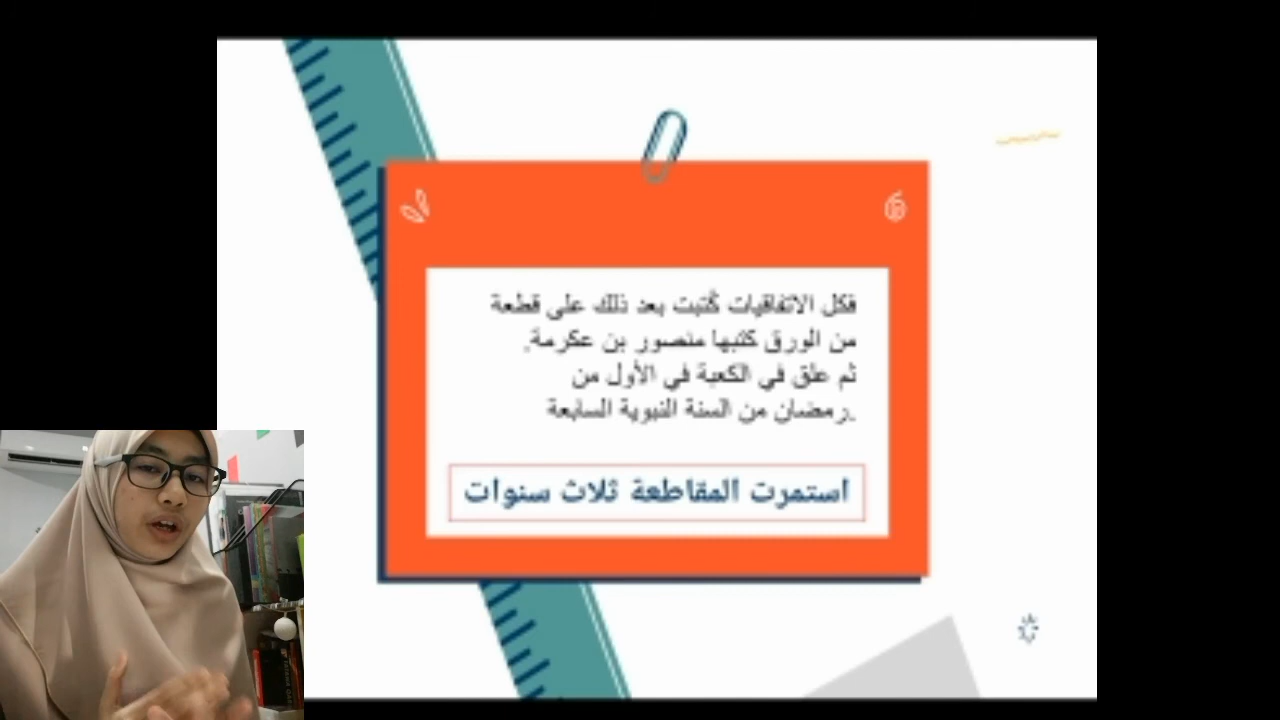 فكل الاتفاقيات كُتبت بعد ذلك على قطعة
من الورق كتبها منصور بن عكرمة.
ثم علق في الكعبة في الأول من
.رمضان من السنة النبوية السابعة
استمرت المقاطعة ثلاث سنوات